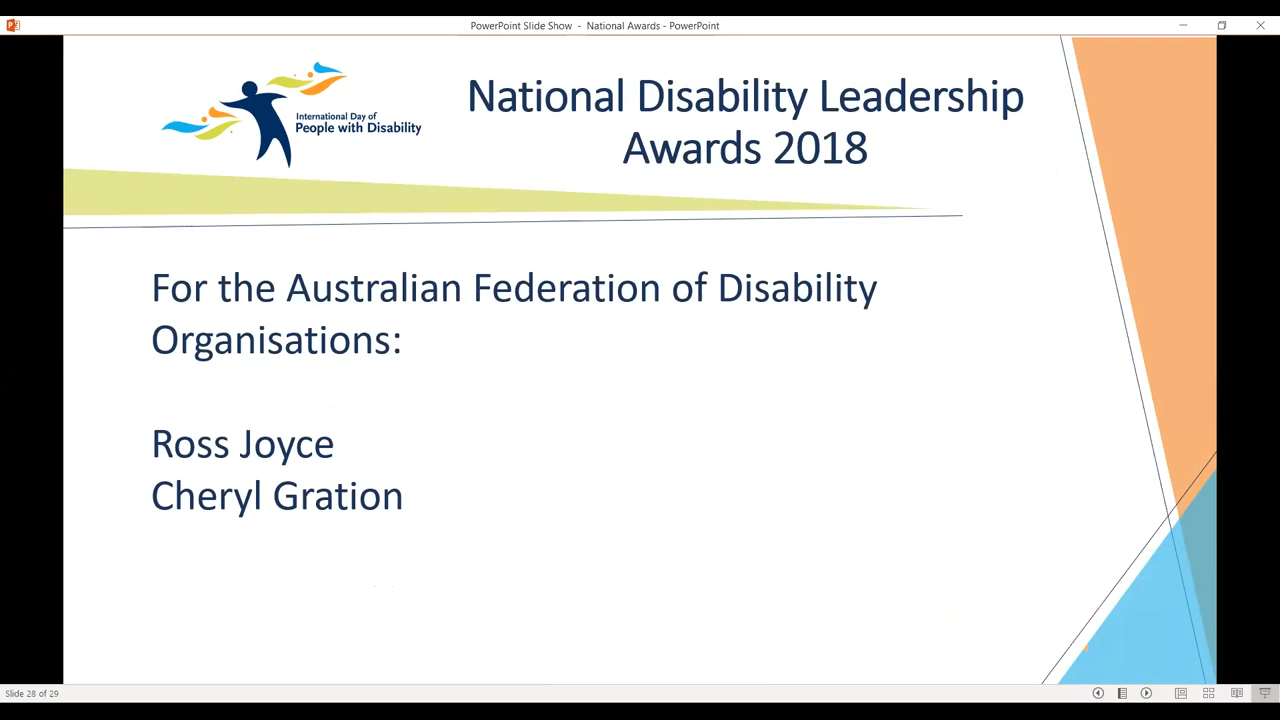 PowerPoint Slide Show - National Awards - PowerPoint
International Day of
People with Disability
National Disability Leadership
Awards 2018
For the Australian Federation of Disability
Organisations:
Ross Joyce
Cheryl Gration
Slide 28 of 29